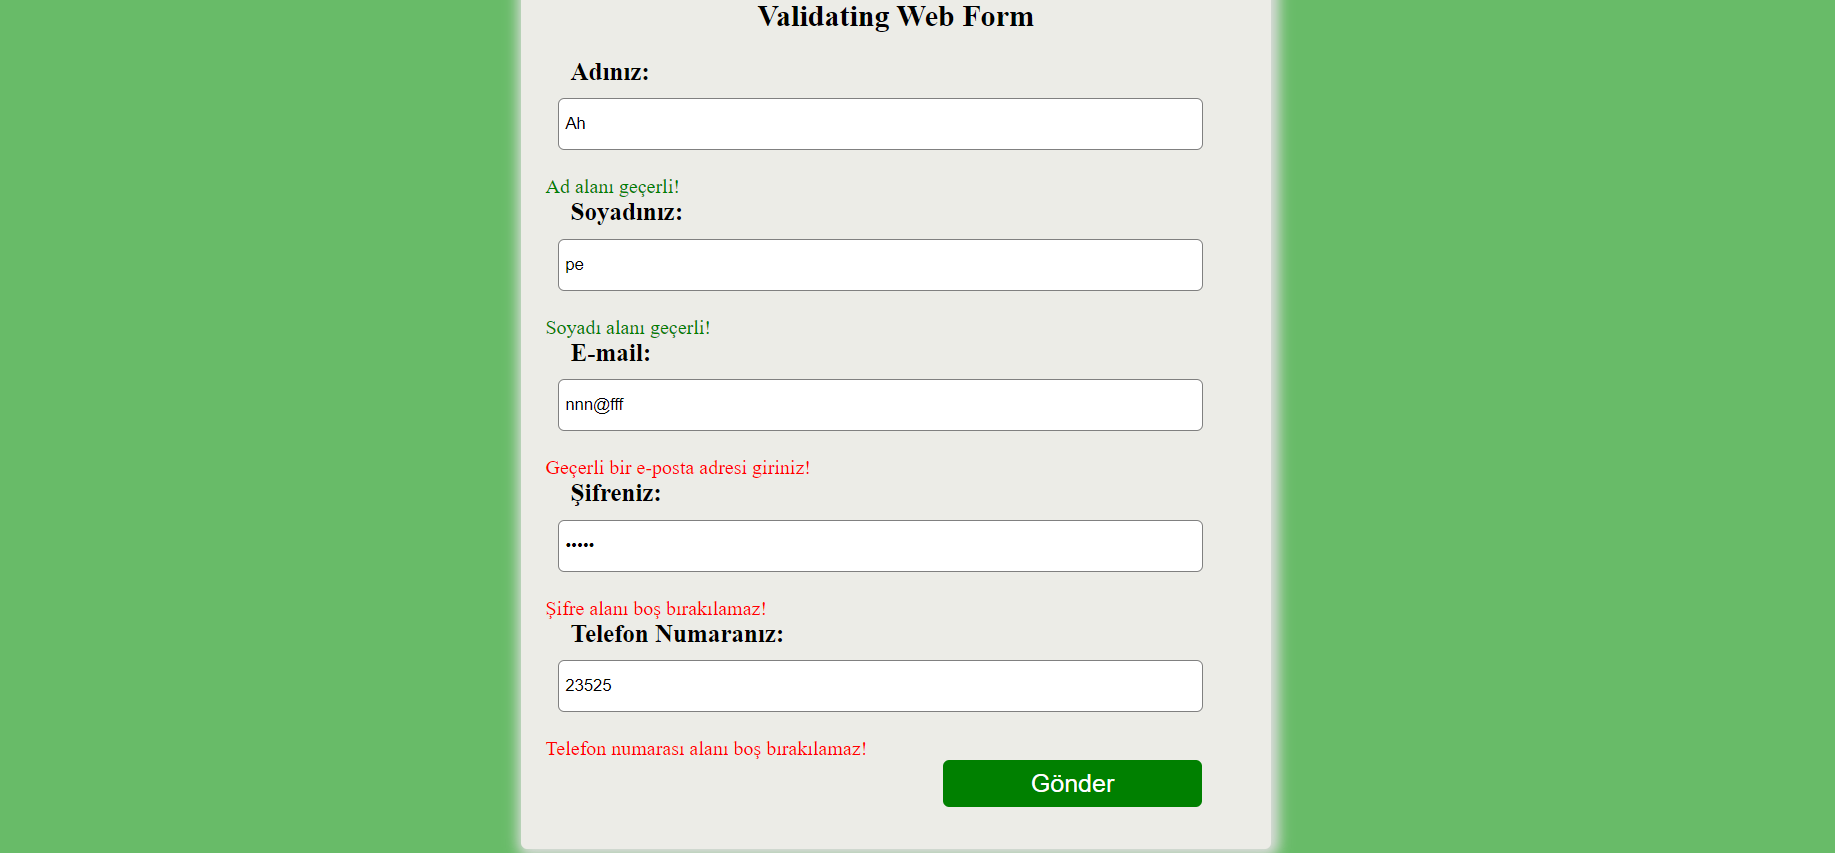 Validating Web Form
Adınız:
Ah
Ad alanı geçerli!
Soyadınız:
pe
Soyadı alanı geçerli!
E-mail:
nnn@fff
Geçerli bir e-posta adresi giriniz!
Şifreniz:
•••••
Şifre alanı boş bırakılamaz!
Telefon Numaranız:
23525
Telefon numarası alanı boş bırakılamaz!
Gönder